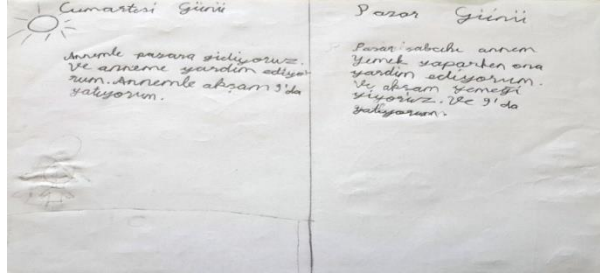 Cumartesi Günü
Annemle pazara gidiyoruz.
Ve anneme yardım ediyo-
rum. Annemle akşam 9'da
yatıyorum.
Pazar Günü
Pazar sabahı annem
yemek yaparken ona
yardım ediyorum.
Ve akşam yemeği
yiyoruz. Ve 9'da
yatıyorum.